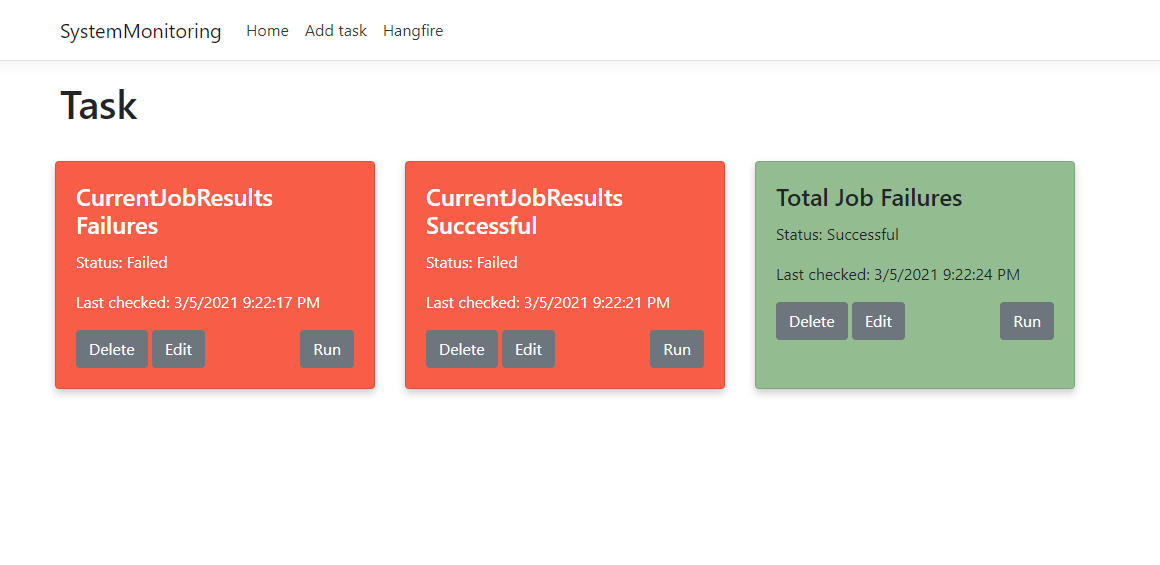 SystemMonitoring Home Add task Hangfire
Task
CurrentJobResults
Failures
Status: Failed
Last checked: 3/5/2021 9:22:17 PM
Delete Edit Run
CurrentJobResults
Successful
Status: Failed
Last checked: 3/5/2021 9:22:21 PM
Delete Edit Run
Total Job Failures
Status: Successful
Last checked: 3/5/2021 9:22:24 PM
Delete Edit Run